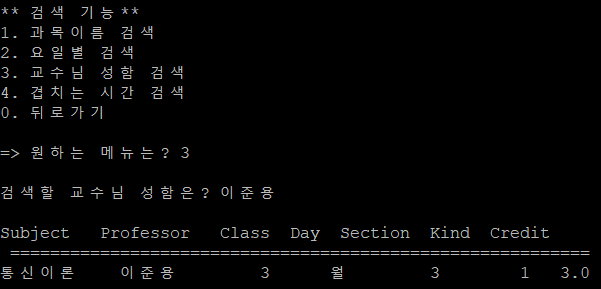 ** 검색 기능**
1. 과목이름 검색
2. 요일별 검색
3. 교수님 성함 검색
4. 겹치는 시간 검색
0. 뒤로가기
=> 원하는 메뉴는? 3
검색할 교수님 성함은? 이준용
Subject Professor Class Day Section Kind Credit
==========================================================
통신이론 이준용 3 월 3 1 3.0